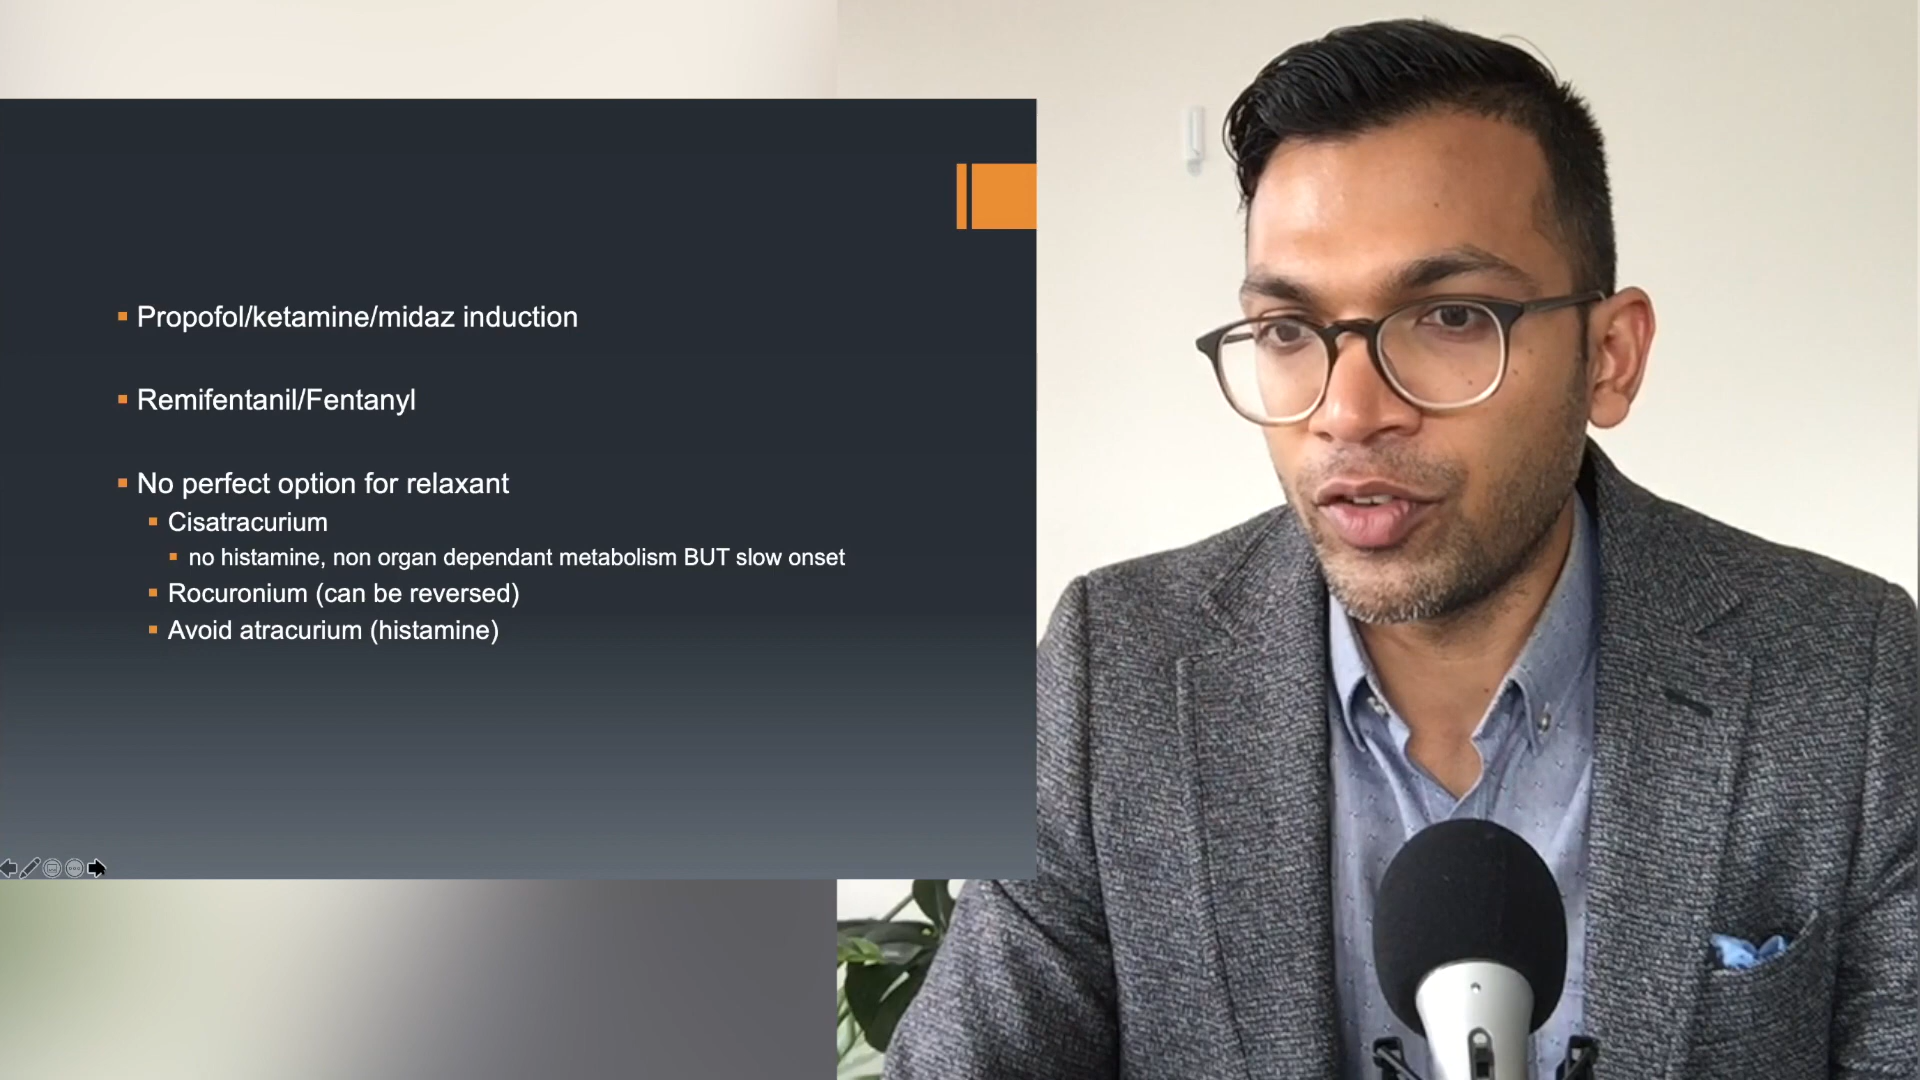 Propofol/ketamine/midaz induction
Remifentanil/Fentanyl
No perfect option for relaxant
Cisatracurium
no histamine, non organ dependant metabolism BUT slow onset
Rocuronium (can be reversed)
Avoid atracurium (histamine)